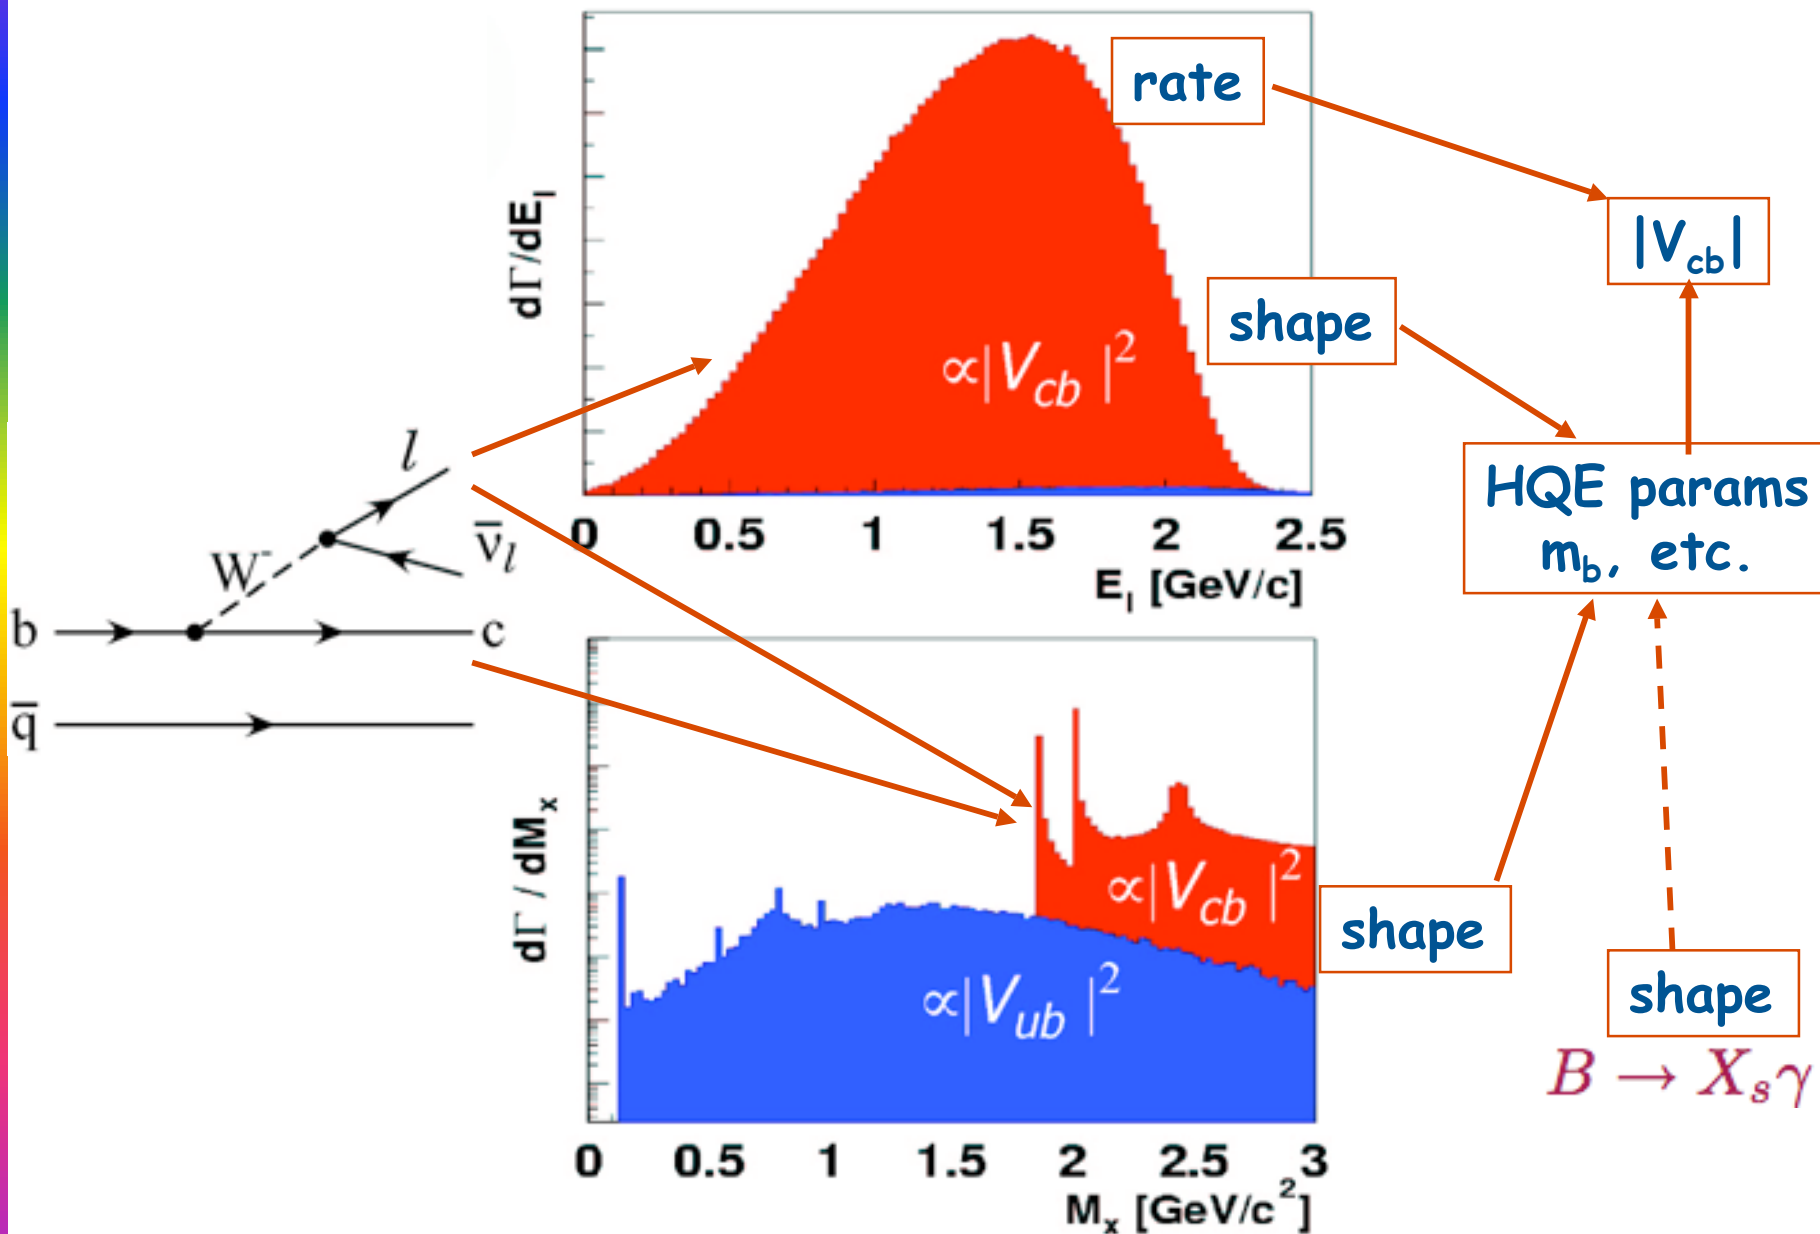 rate
|V_cb|
dΓ/dE_l
shape
∝|V_cb|^2
HQE params
m_b, etc.
0 0.5 1 1.5 2 2.5
E_l [GeV/c]
l
W^-
ν̄_l
b
c
q̄
dΓ / dM_x
∝|V_cb|^2
∝|V_ub|^2
shape
shape
B → X_s γ
0 0.5 1 1.5 2 2.5 3
M_x [GeV/c^2]